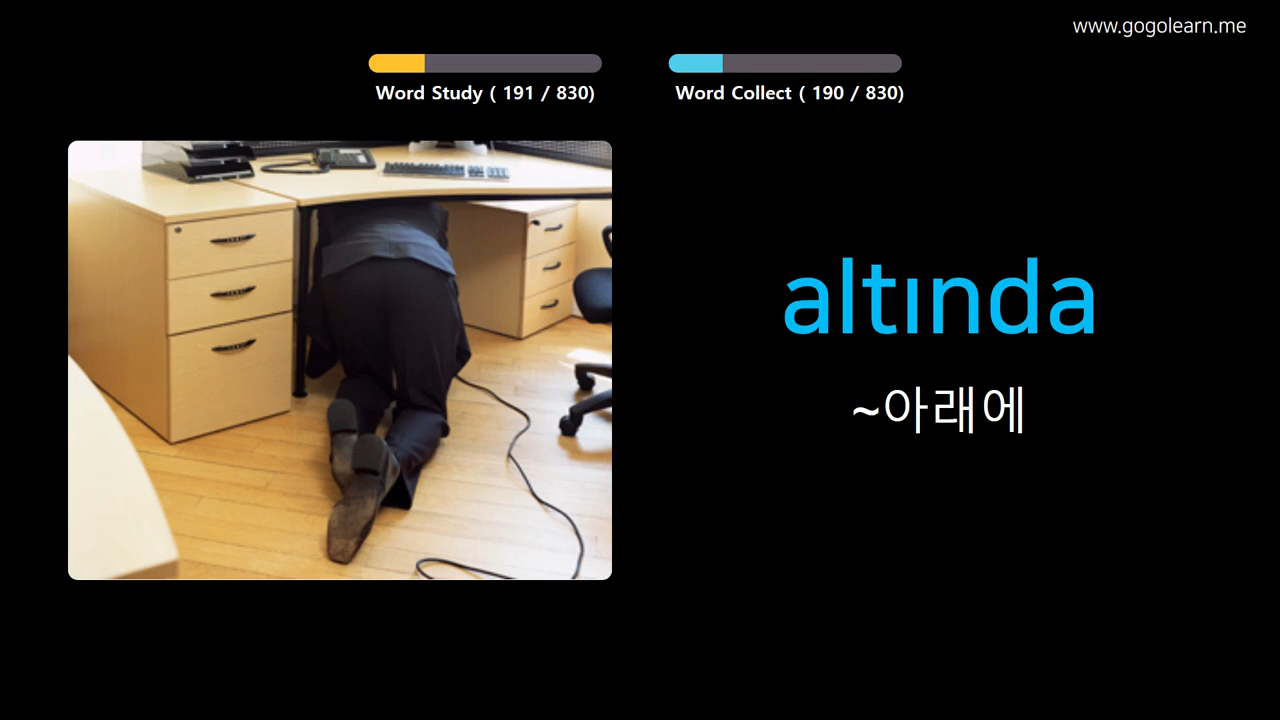 www.gogolearn.me
Word Study ( 191 / 830)
Word Collect ( 190 / 830)
altında
~아래에